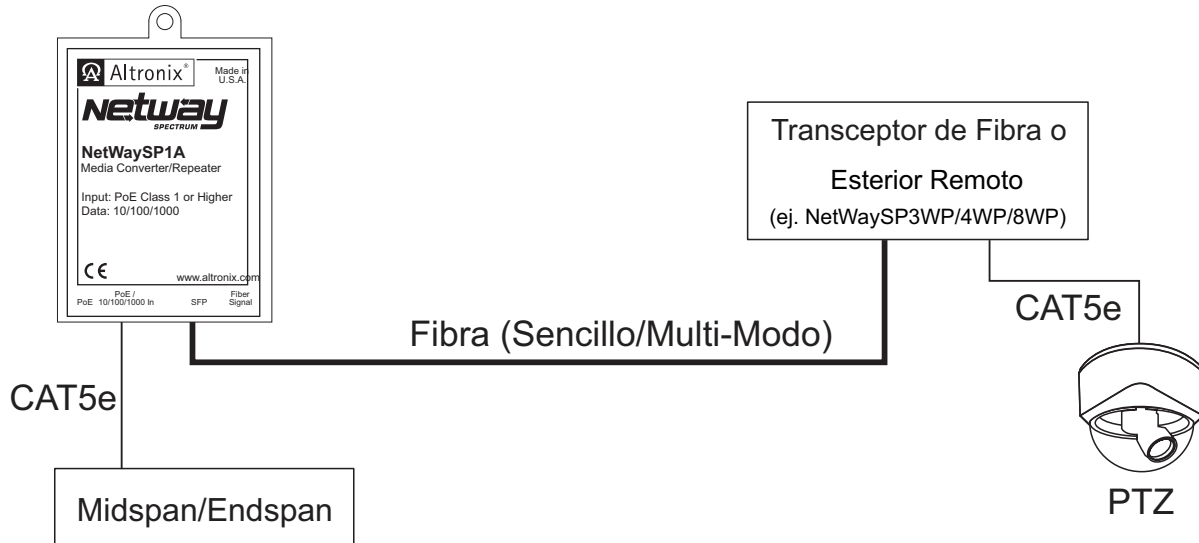 Altronix®
Made in
U.S.A.
Netway
SPECTRUM
NetWaySP1A
Media Converter/Repeater
Input: PoE Class 1 or Higher
Data: 10/100/1000
CE
www.altronix.com
PoE
PoE /
10/100/1000 In
SFP
Fiber
Signal
Transceptor de Fibra o
Esterior Remoto
(ej. NetWaySP3WP/4WP/8WP)
Fibra (Sencillo/Multi-Modo)
CAT5e
CAT5e
PTZ
Midspan/Endspan